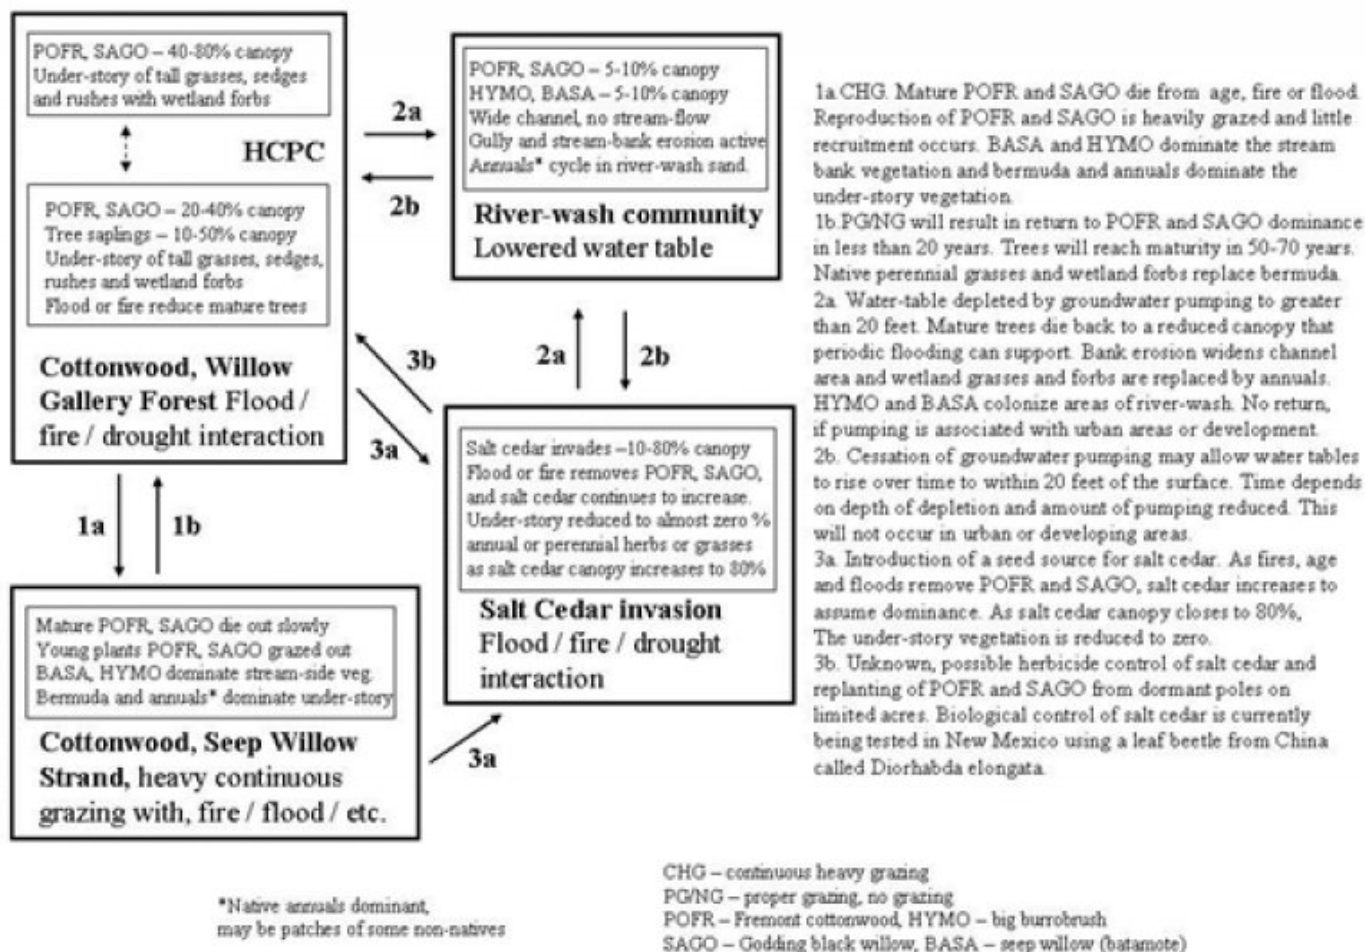 POFR, SAGO – 40-80% canopy
Under-story of tall grasses, sedges
and rushes with wetland forbs
HCPC
POFR, SAGO – 20-40% canopy
Tree saplings – 10-50% canopy
Under-story of tall grasses, sedges,
rushes and wetland forbs
Flood or fire reduce mature trees
Cottonwood, Willow
Gallery Forest Flood /
fire / drought interaction
2a
2b
POFR, SAGO – 5-10% canopy
HYMO, BASA – 5-10% canopy
Wide channel, no stream-flow
Gully and stream-bank erosion active
Annuals* cycle in river-wash sand.
River-wash community
Lowered water table
3b
3a
2a
2b
1a
1b
Salt cedar invades –10-80% canopy
Flood or fire removes POFR, SAGO,
and salt cedar continues to increase.
Under-story reduced to almost zero %
annual or perennial herbs or grasses
as salt cedar canopy increases to 80%
Salt Cedar invasion
Flood / fire / drought
interaction
Mature POFR, SAGO die out slowly
Young plants POFR, SAGO grazed out
BASA, HYMO dominate stream-side veg.
Bermuda and annuals* dominate under-story
Cottonwood, Seep Willow
Strand, heavy continuous
grazing with, fire / flood / etc.
3a
1a.CHG. Mature POFR and SAGO die from age, fire or flood.
Reproduction of POFR and SAGO is heavily grazed and little
recruitment occurs. BASA and HYMO dominate the stream
bank vegetation and bermuda and annuals dominate the
under-story vegetation.
1b.PG/NG will result in return to POFR and SAGO dominance
in less than 20 years. Trees will reach maturity in 50-70 years.
Native perennial grasses and wetland forbs replace bermuda.
2a. Water-table depleted by groundwater pumping to greater
than 20 feet. Mature trees die back to a reduced canopy that
periodic flooding can support. Bank erosion widens channel
area and wetland grasses and forbs are replaced by annuals.
HYMO and BASA colonize areas of river-wash. No return,
if pumping is associated with urban areas or development.
2b. Cessation of groundwater pumping may allow water tables
to rise over time to within 20 feet of the surface. Time depends
on depth of depletion and amount of pumping reduced. This
will not occur in urban or developing areas.
3a. Introduction of a seed source for salt cedar. As fires, age
and floods remove POFR and SAGO, salt cedar increases to
assume dominance. As salt cedar canopy closes to 80%,
The under-story vegetation is reduced to zero.
3b. Unknown, possible herbicide control of salt cedar and
replanting of POFR and SAGO from dormant poles on
limited acres. Biological control of salt cedar is currently
being tested in New Mexico using a leaf beetle from China
called Diorhabda elongata.
*Native annuals dominant,
may be patches of some non-natives
CHG – continuous heavy grazing
PG/NG – proper grazing, no grazing
POFR – Fremont cottonwood, HYMO – big burrobrush
SAGO – Godding black willow, BASA – seep willow (batamote)